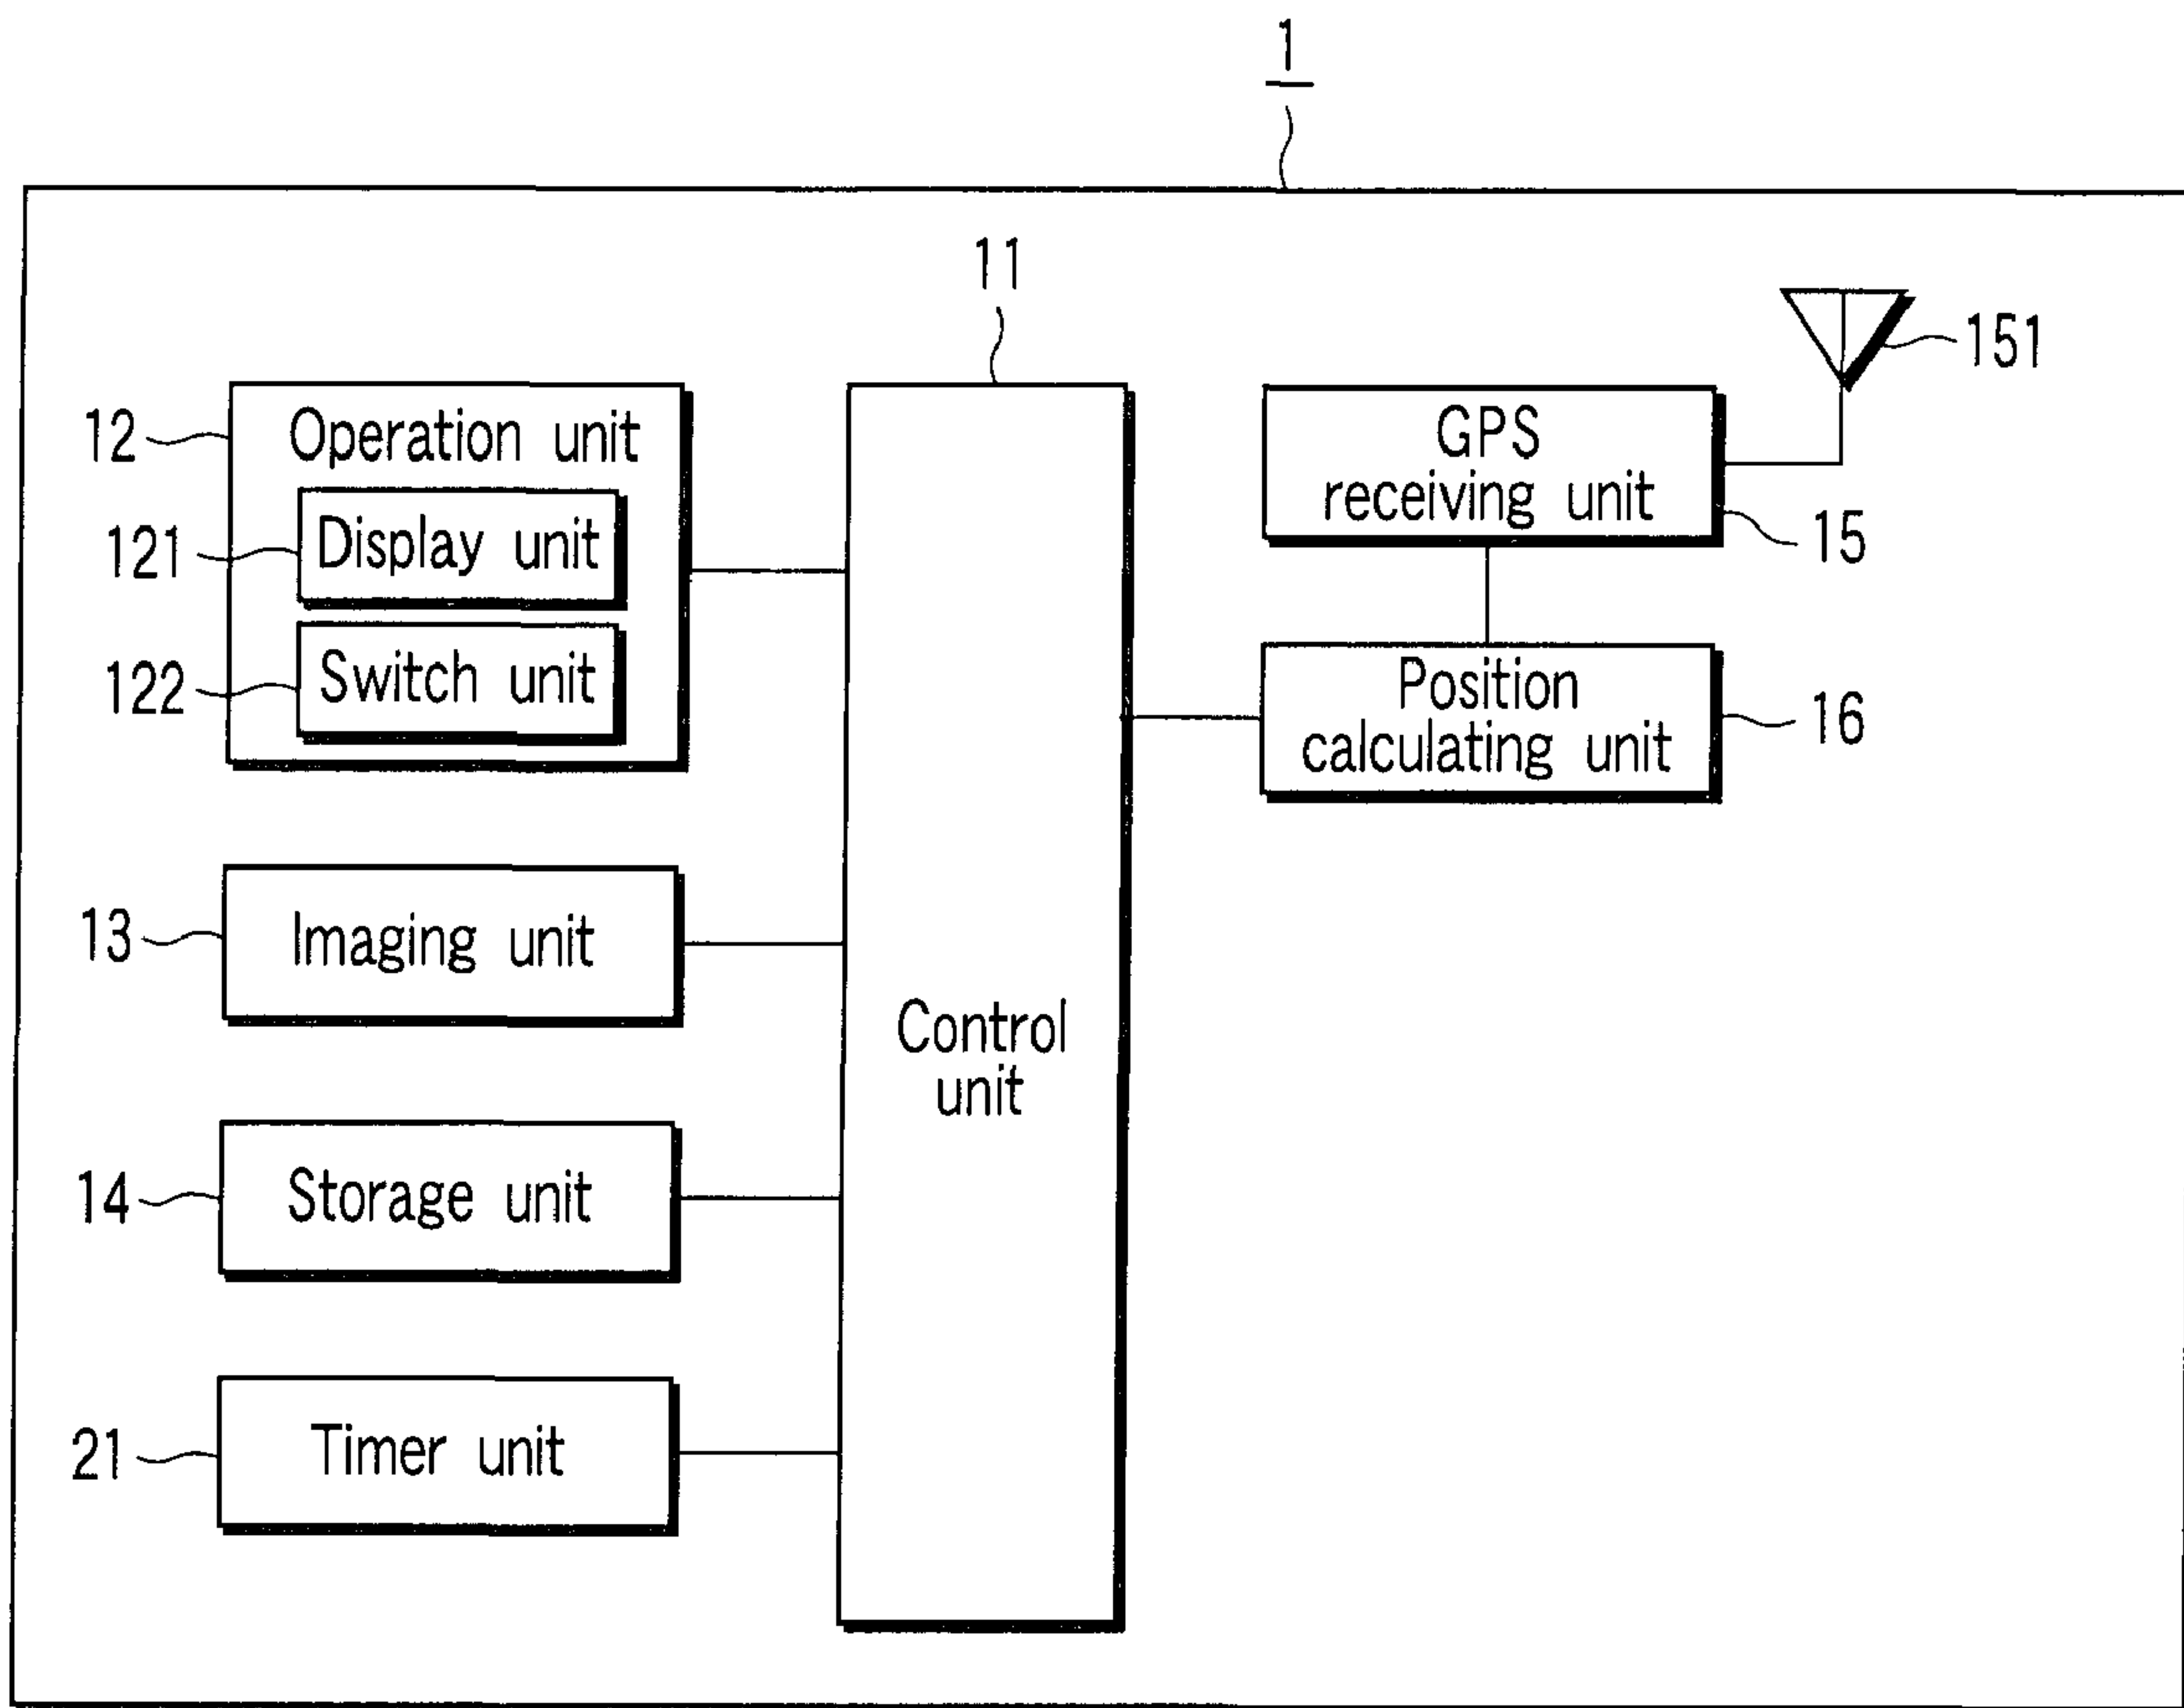 1
11
151
12
Operation unit
GPS
receiving unit
121
Display unit
15
122
Switch unit
Position
calculating unit
16
13
Imaging unit
Control
unit
14
Storage unit
21
Timer unit